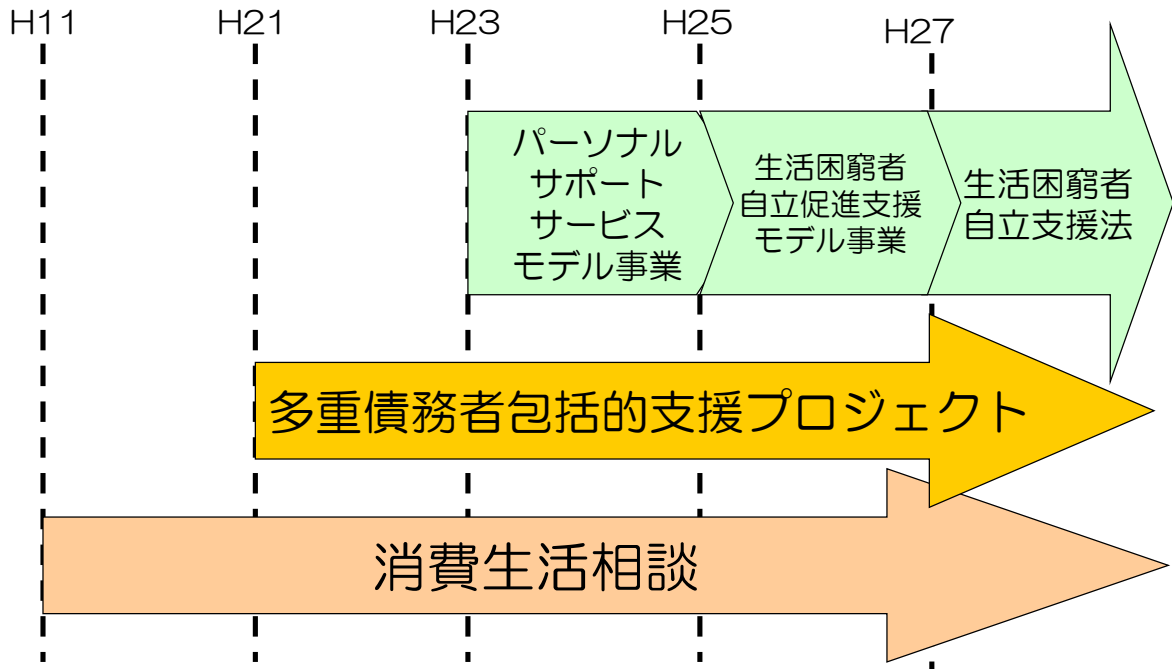 H11
H21
H23
H25
H27
パーソナル
サポート
サービス
モデル事業
生活困窮者
自立促進支援
モデル事業
生活困窮者
自立支援法
多重債務者包括的支援プロジェクト
消費生活相談